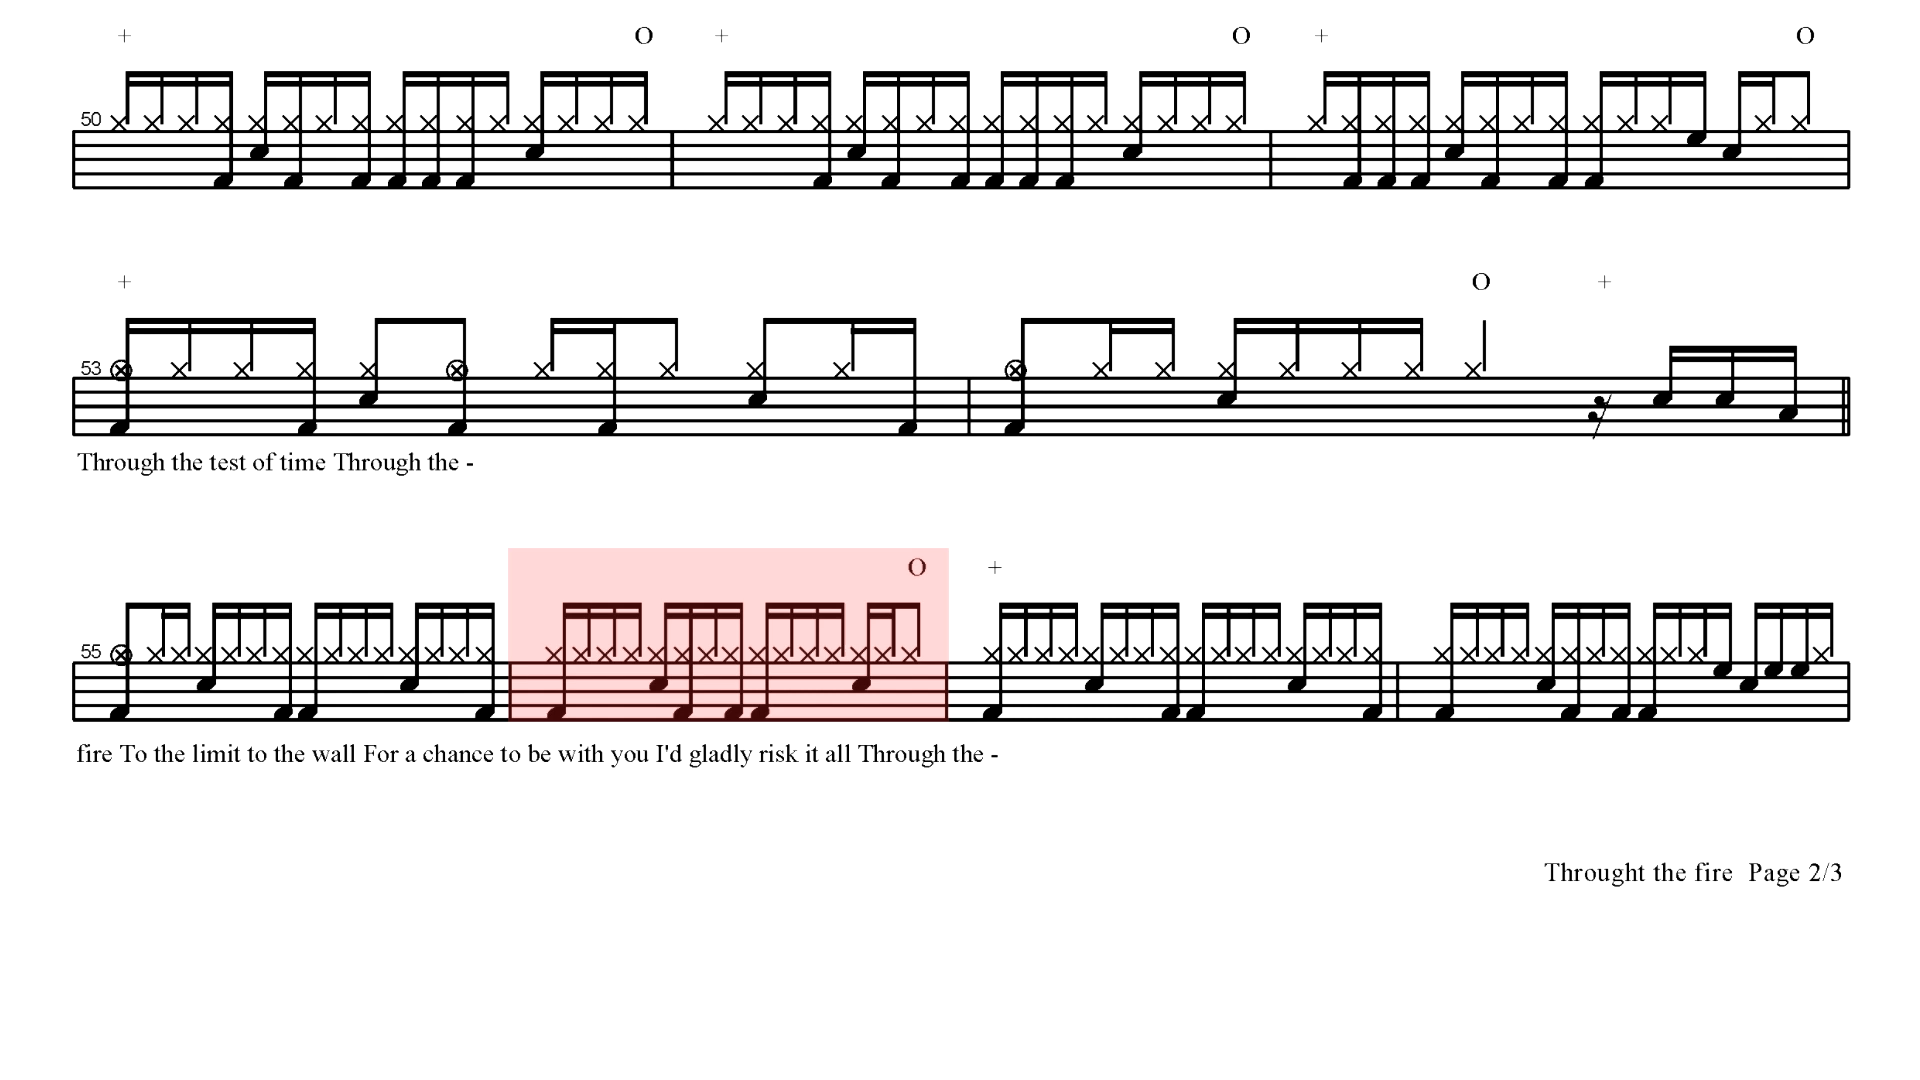 + O + O + O
50
+ O +
53
Through the test of time Through the -
O +
55
fire To the limit to the wall For a chance to be with you I'd gladly risk it all Through the -
Throught the fire Page 2/3